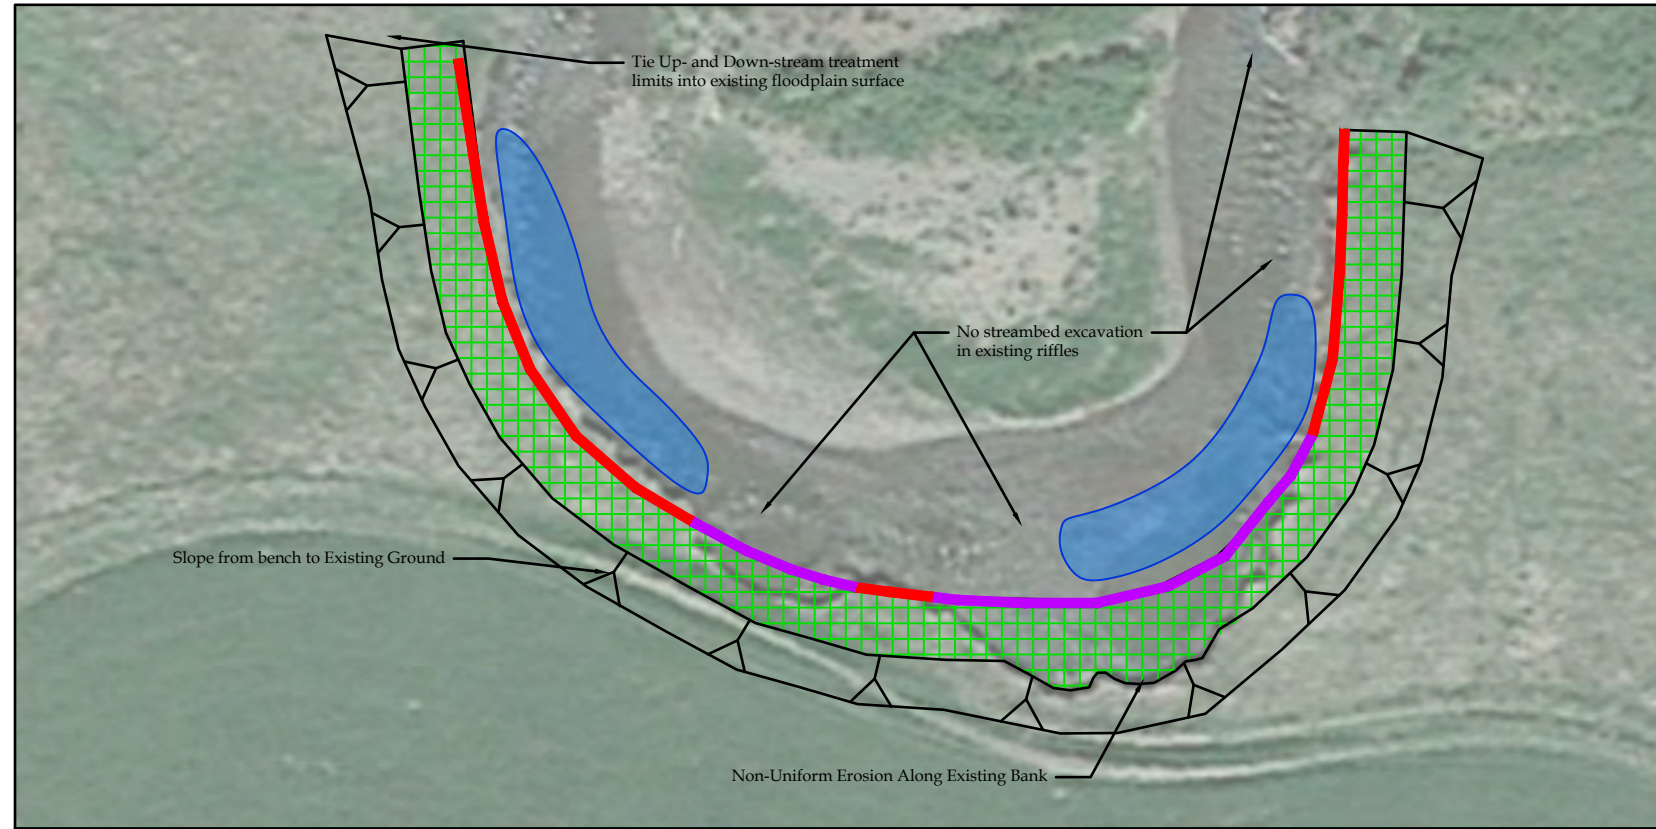 Tie Up- and Down-stream treatment
limits into existing floodplain surface
No streambed excavation
in existing riffles
Slope from bench to Existing Ground
Non-Uniform Erosion Along Existing Bank